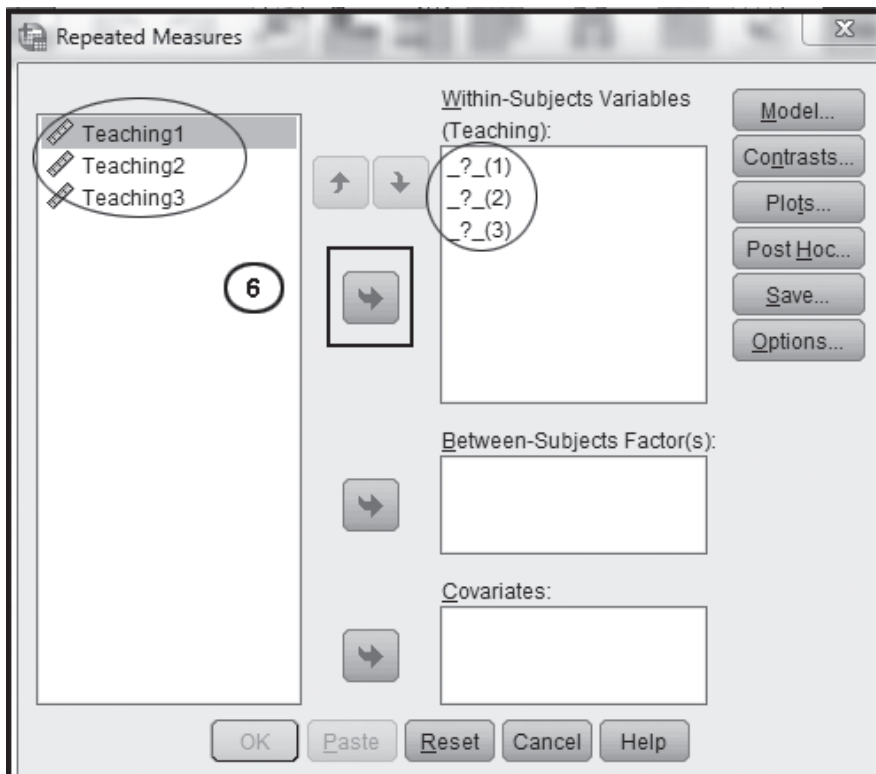 Repeated Measures
X
Teaching1
Teaching2
Teaching3
6
Within-Subjects Variables
(Teaching):
_?_(1)
_?_(2)
_?_(3)
Between-Subjects Factor(s):
Covariates:
Model...
Contrasts...
Plots...
Post Hoc...
Save...
Options...
OK
Paste
Reset
Cancel
Help